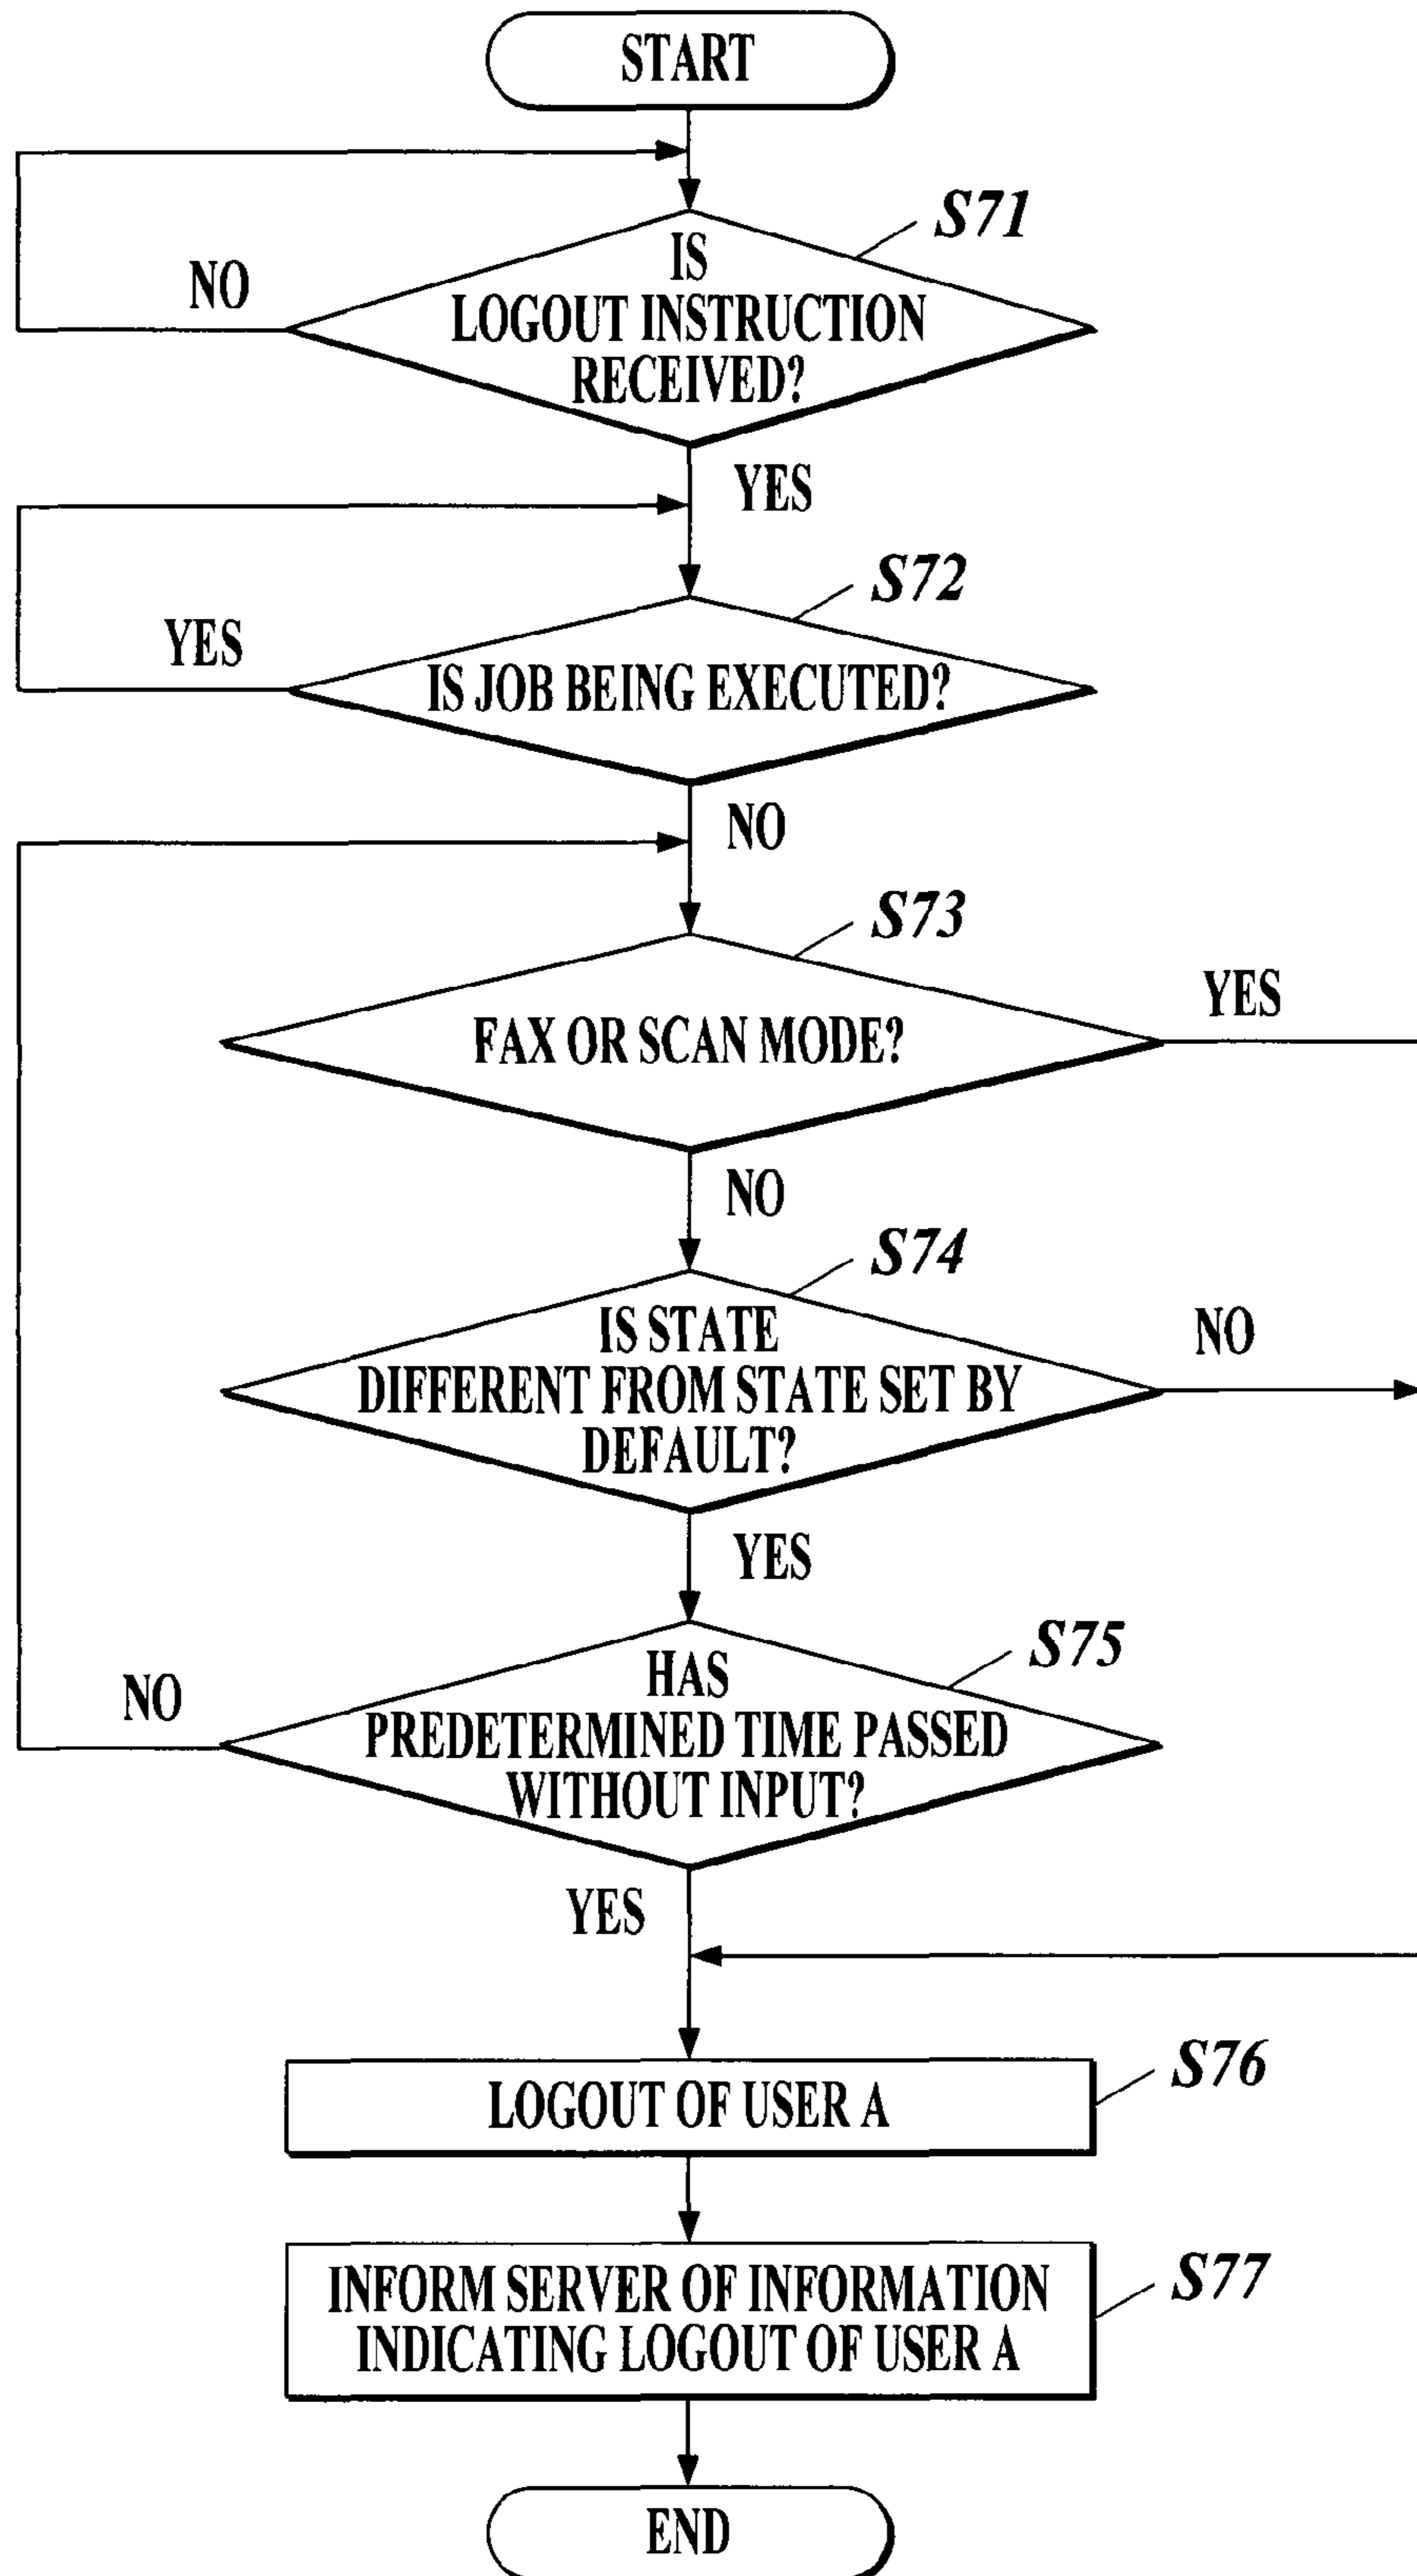 START
S71
IS
LOGOUT INSTRUCTION
RECEIVED?
NO
YES
S72
IS JOB BEING EXECUTED?
YES
NO
S73
FAX OR SCAN MODE?
YES
NO
S74
IS STATE
DIFFERENT FROM STATE SET BY
DEFAULT?
NO
YES
S75
HAS
PREDETERMINED TIME PASSED
WITHOUT INPUT?
NO
YES
S76
LOGOUT OF USER A
S77
INFORM SERVER OF INFORMATION
INDICATING LOGOUT OF USER A
END